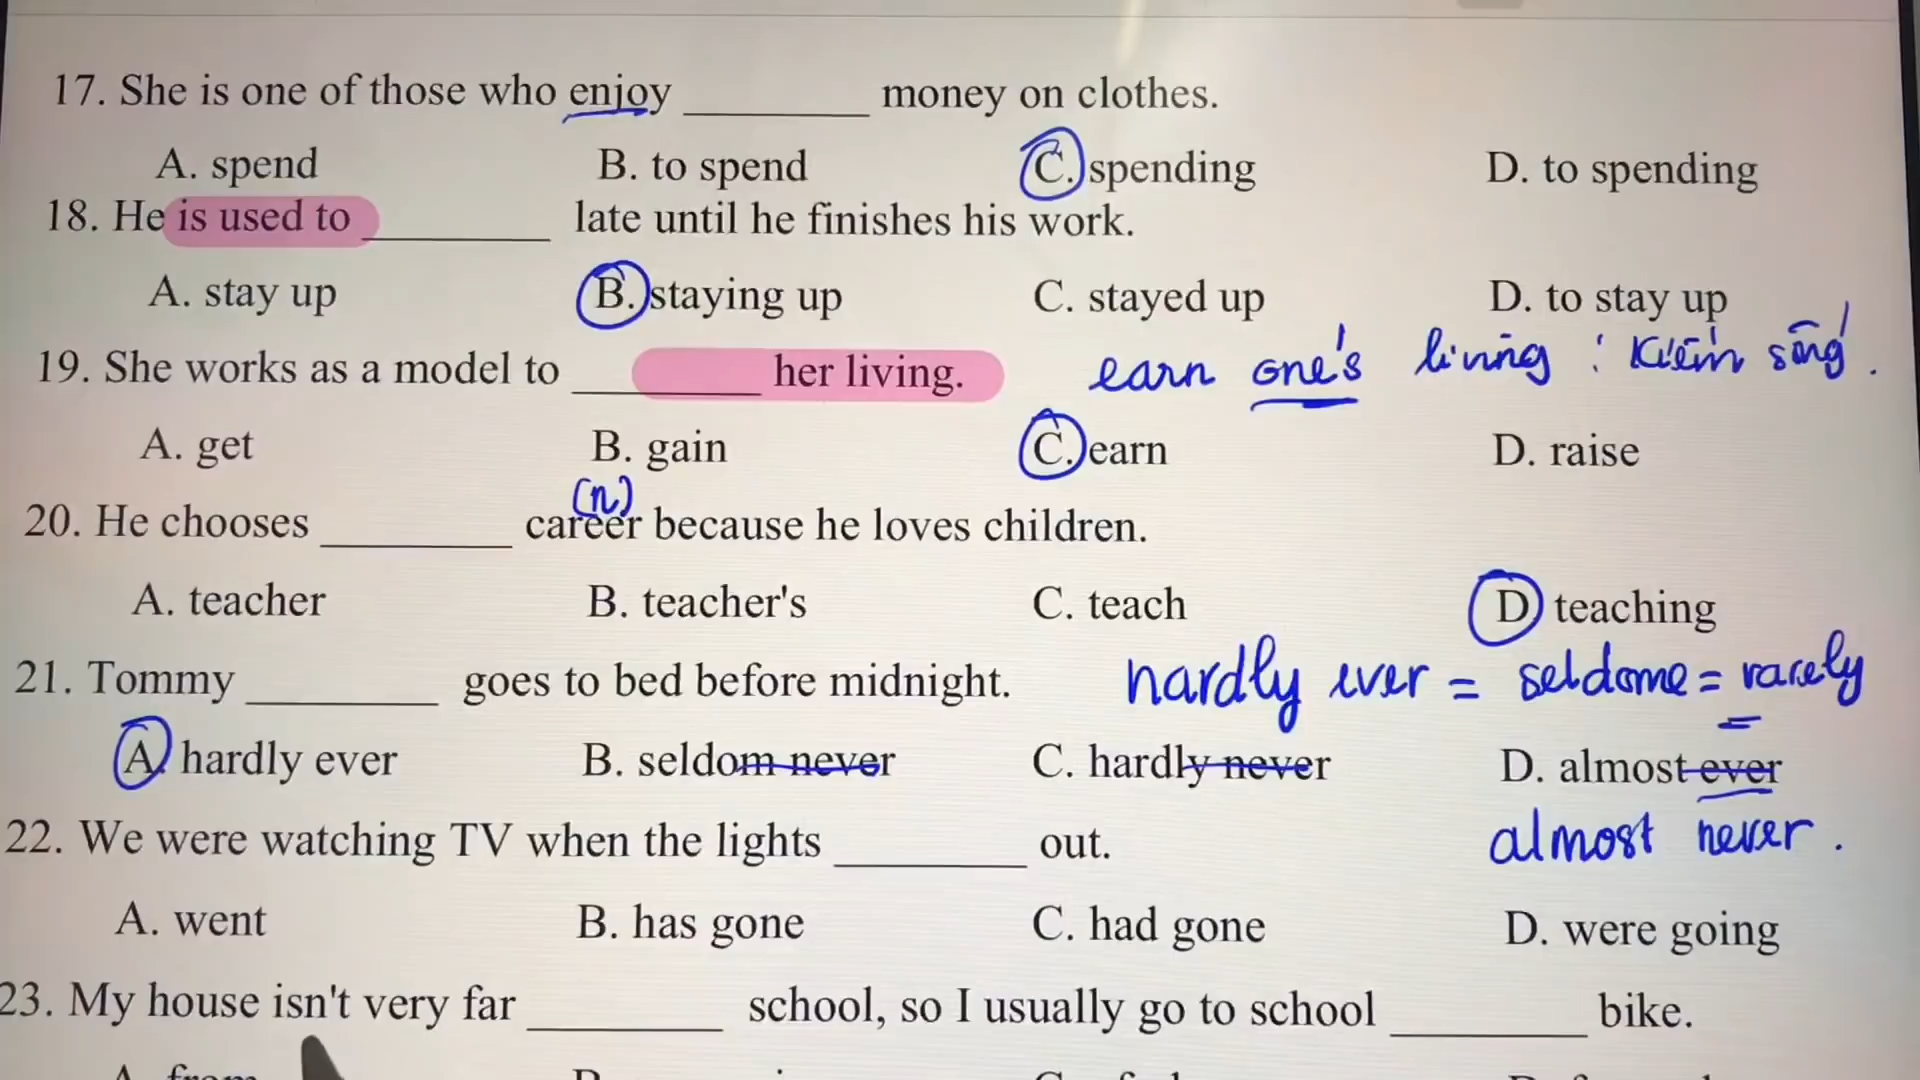 17. She is one of those who enjoy ________ money on clothes.
A. spend B. to spend C. spending D. to spending
18. He is used to ________ late until he finishes his work.
A. stay up B. staying up C. stayed up D. to stay up
19. She works as a model to ________ her living. earn one's living : kiếm sống.
A. get B. gain C. earn D. raise
(n)
20. He chooses ________ career because he loves children.
A. teacher B. teacher's C. teach D. teaching
21. Tommy ________ goes to bed before midnight. hardly ever = seldome = rarely
A. hardly ever B. seldom never C. hardly never D. almost ever
22. We were watching TV when the lights ________ out. almost never.
A. went B. has gone C. had gone D. were going
23. My house isn't very far ________ school, so I usually go to school ________ bike.